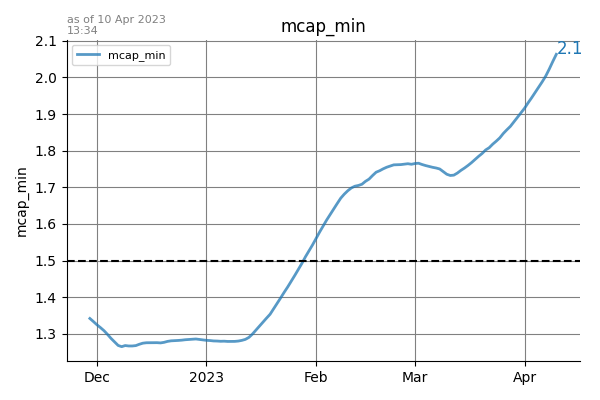 as of 10 Apr 2023
13:34
mcap_min
2.1
mcap_min
2.1
2.0
1.9
1.8
1.7
1.6
1.5
1.4
1.3
mcap_min
Dec 2023 Feb Mar Apr